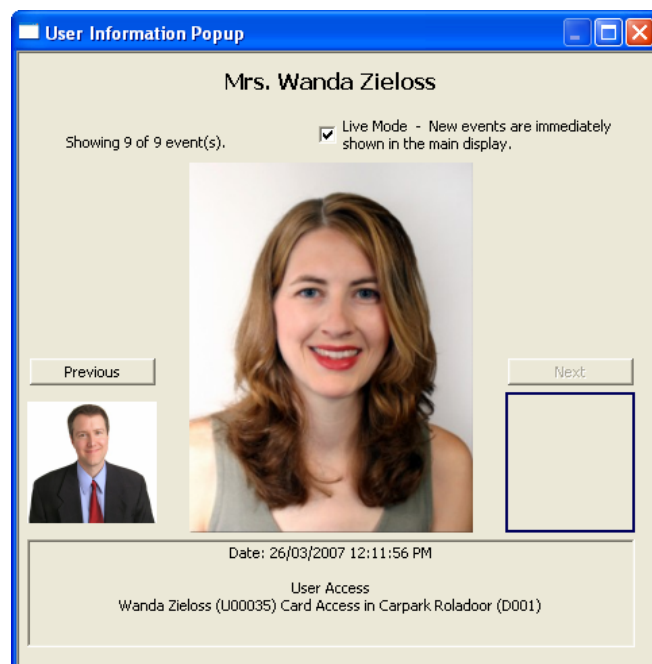 User Information Popup
Mrs. Wanda Zieloss
Showing 9 of 9 event(s).
Live Mode - New events are immediately
shown in the main display.
Previous
Next
Date: 26/03/2007 12:11:56 PM
User Access
Wanda Zieloss (U00035) Card Access in Carpark Roladoor (D001)